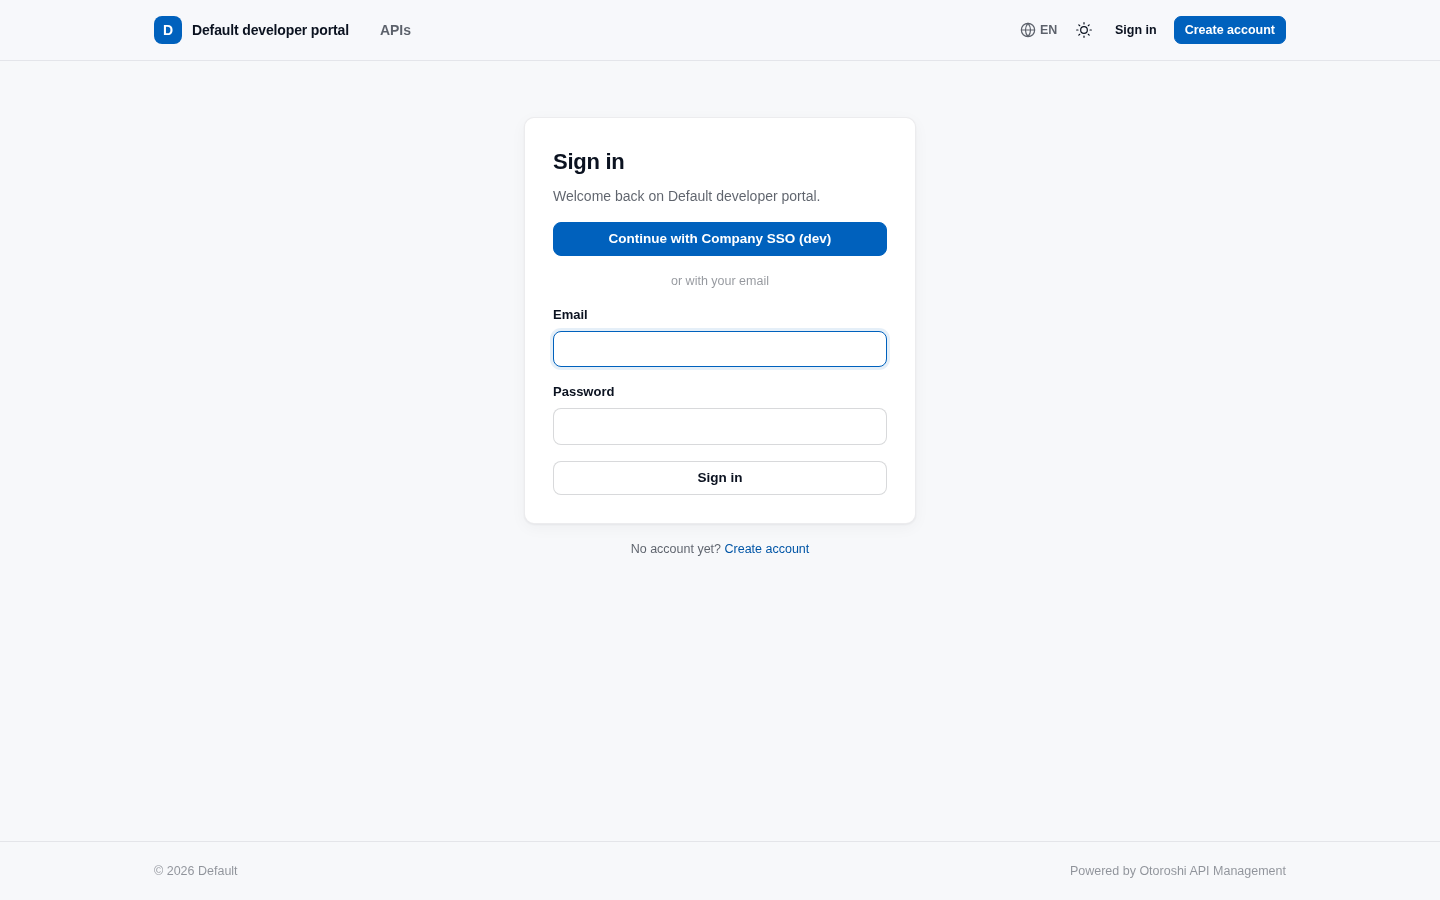 D Default developer portal APIs EN Sign in Create account
Sign in
Welcome back on Default developer portal.
Continue with Company SSO (dev)
or with your email
Email
Password
Sign in
No account yet? Create account
© 2026 Default Powered by Otoroshi API Management